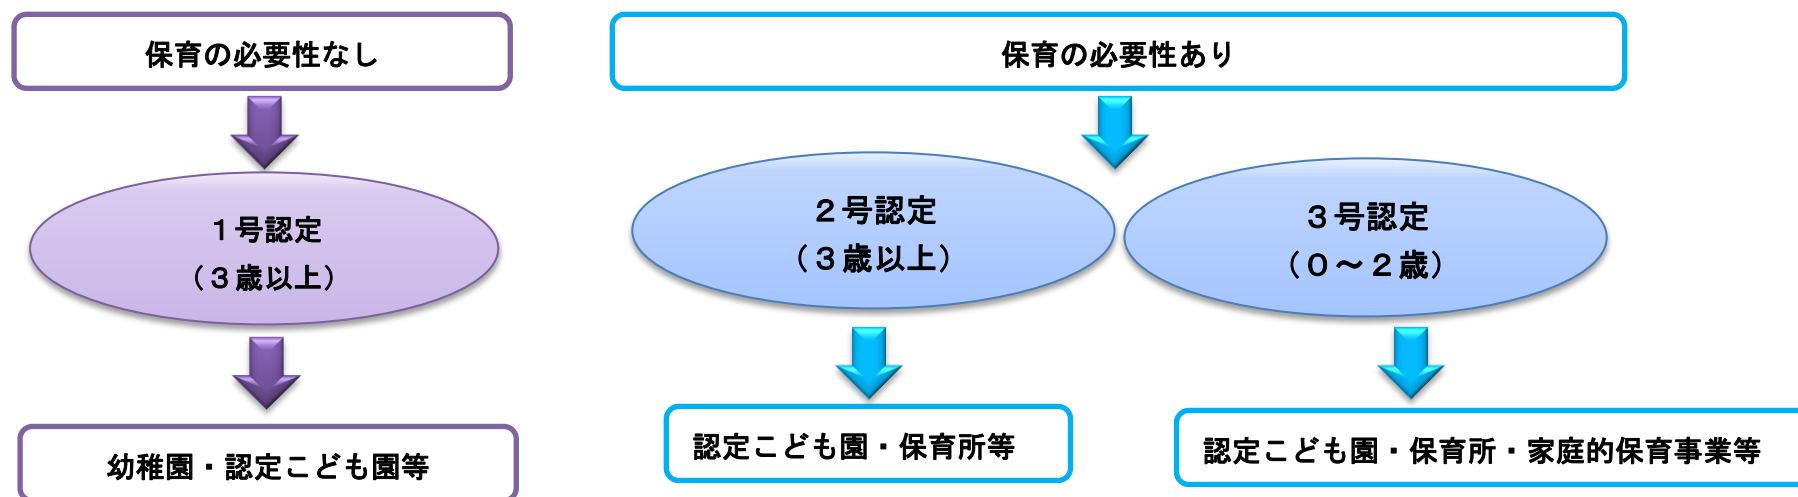 保育の必要性なし
保育の必要性あり
１号認定
（３歳以上）
２号認定
（３歳以上）
３号認定
（０～２歳）
幼稚園・認定こども園等
認定こども園・保育所等
認定こども園・保育所・家庭的保育事業等